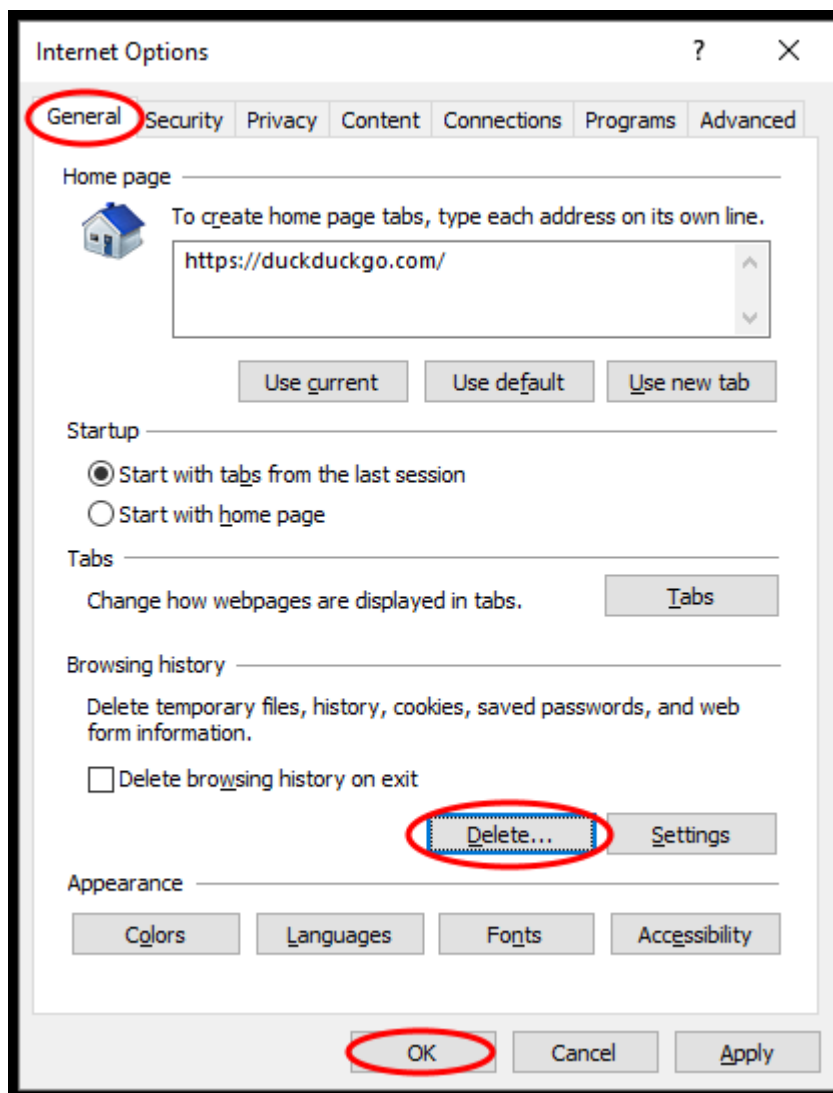 Internet Options ?
General Security Privacy Content Connections Programs Advanced
Home page
To create home page tabs, type each address on its own line.
https://duckduckgo.com/
Use current Use default Use new tab
Startup
Start with tabs from the last session
Start with home page
Tabs
Change how webpages are displayed in tabs. Tabs
Browsing history
Delete temporary files, history, cookies, saved passwords, and web
form information.
Delete browsing history on exit
Delete... Settings
Appearance
Colors Languages Fonts Accessibility
OK Cancel Apply